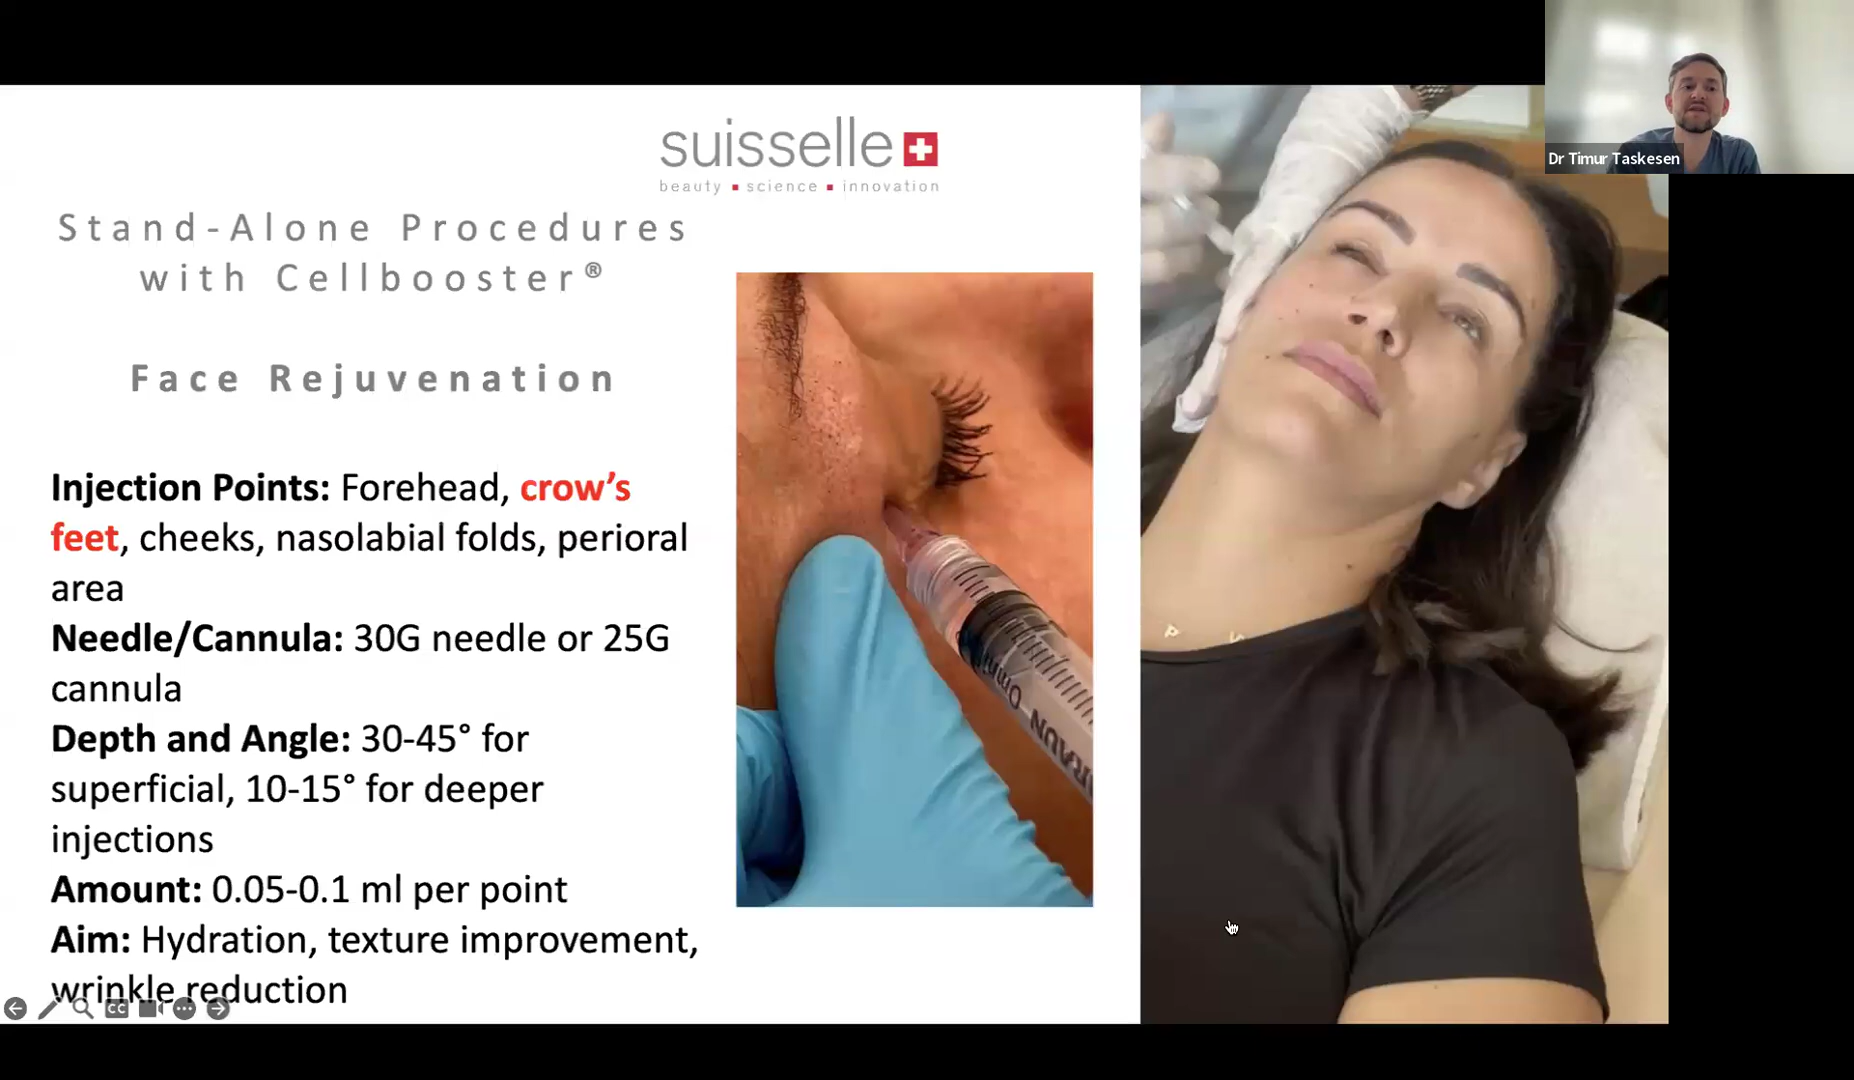 Dr Timur Taskesen
suisselle
beauty ▪ science ▪ innovation
Stand-Alone Procedures
with Cellbooster®
Face Rejuvenation
Injection Points: Forehead, crow’s
feet, cheeks, nasolabial folds, perioral
area
Needle/Cannula: 30G needle or 25G
cannula
Depth and Angle: 30-45° for
superficial, 10-15° for deeper
injections
Amount: 0.05-0.1 ml per point
Aim: Hydration, texture improvement,
wrinkle reduction
CC